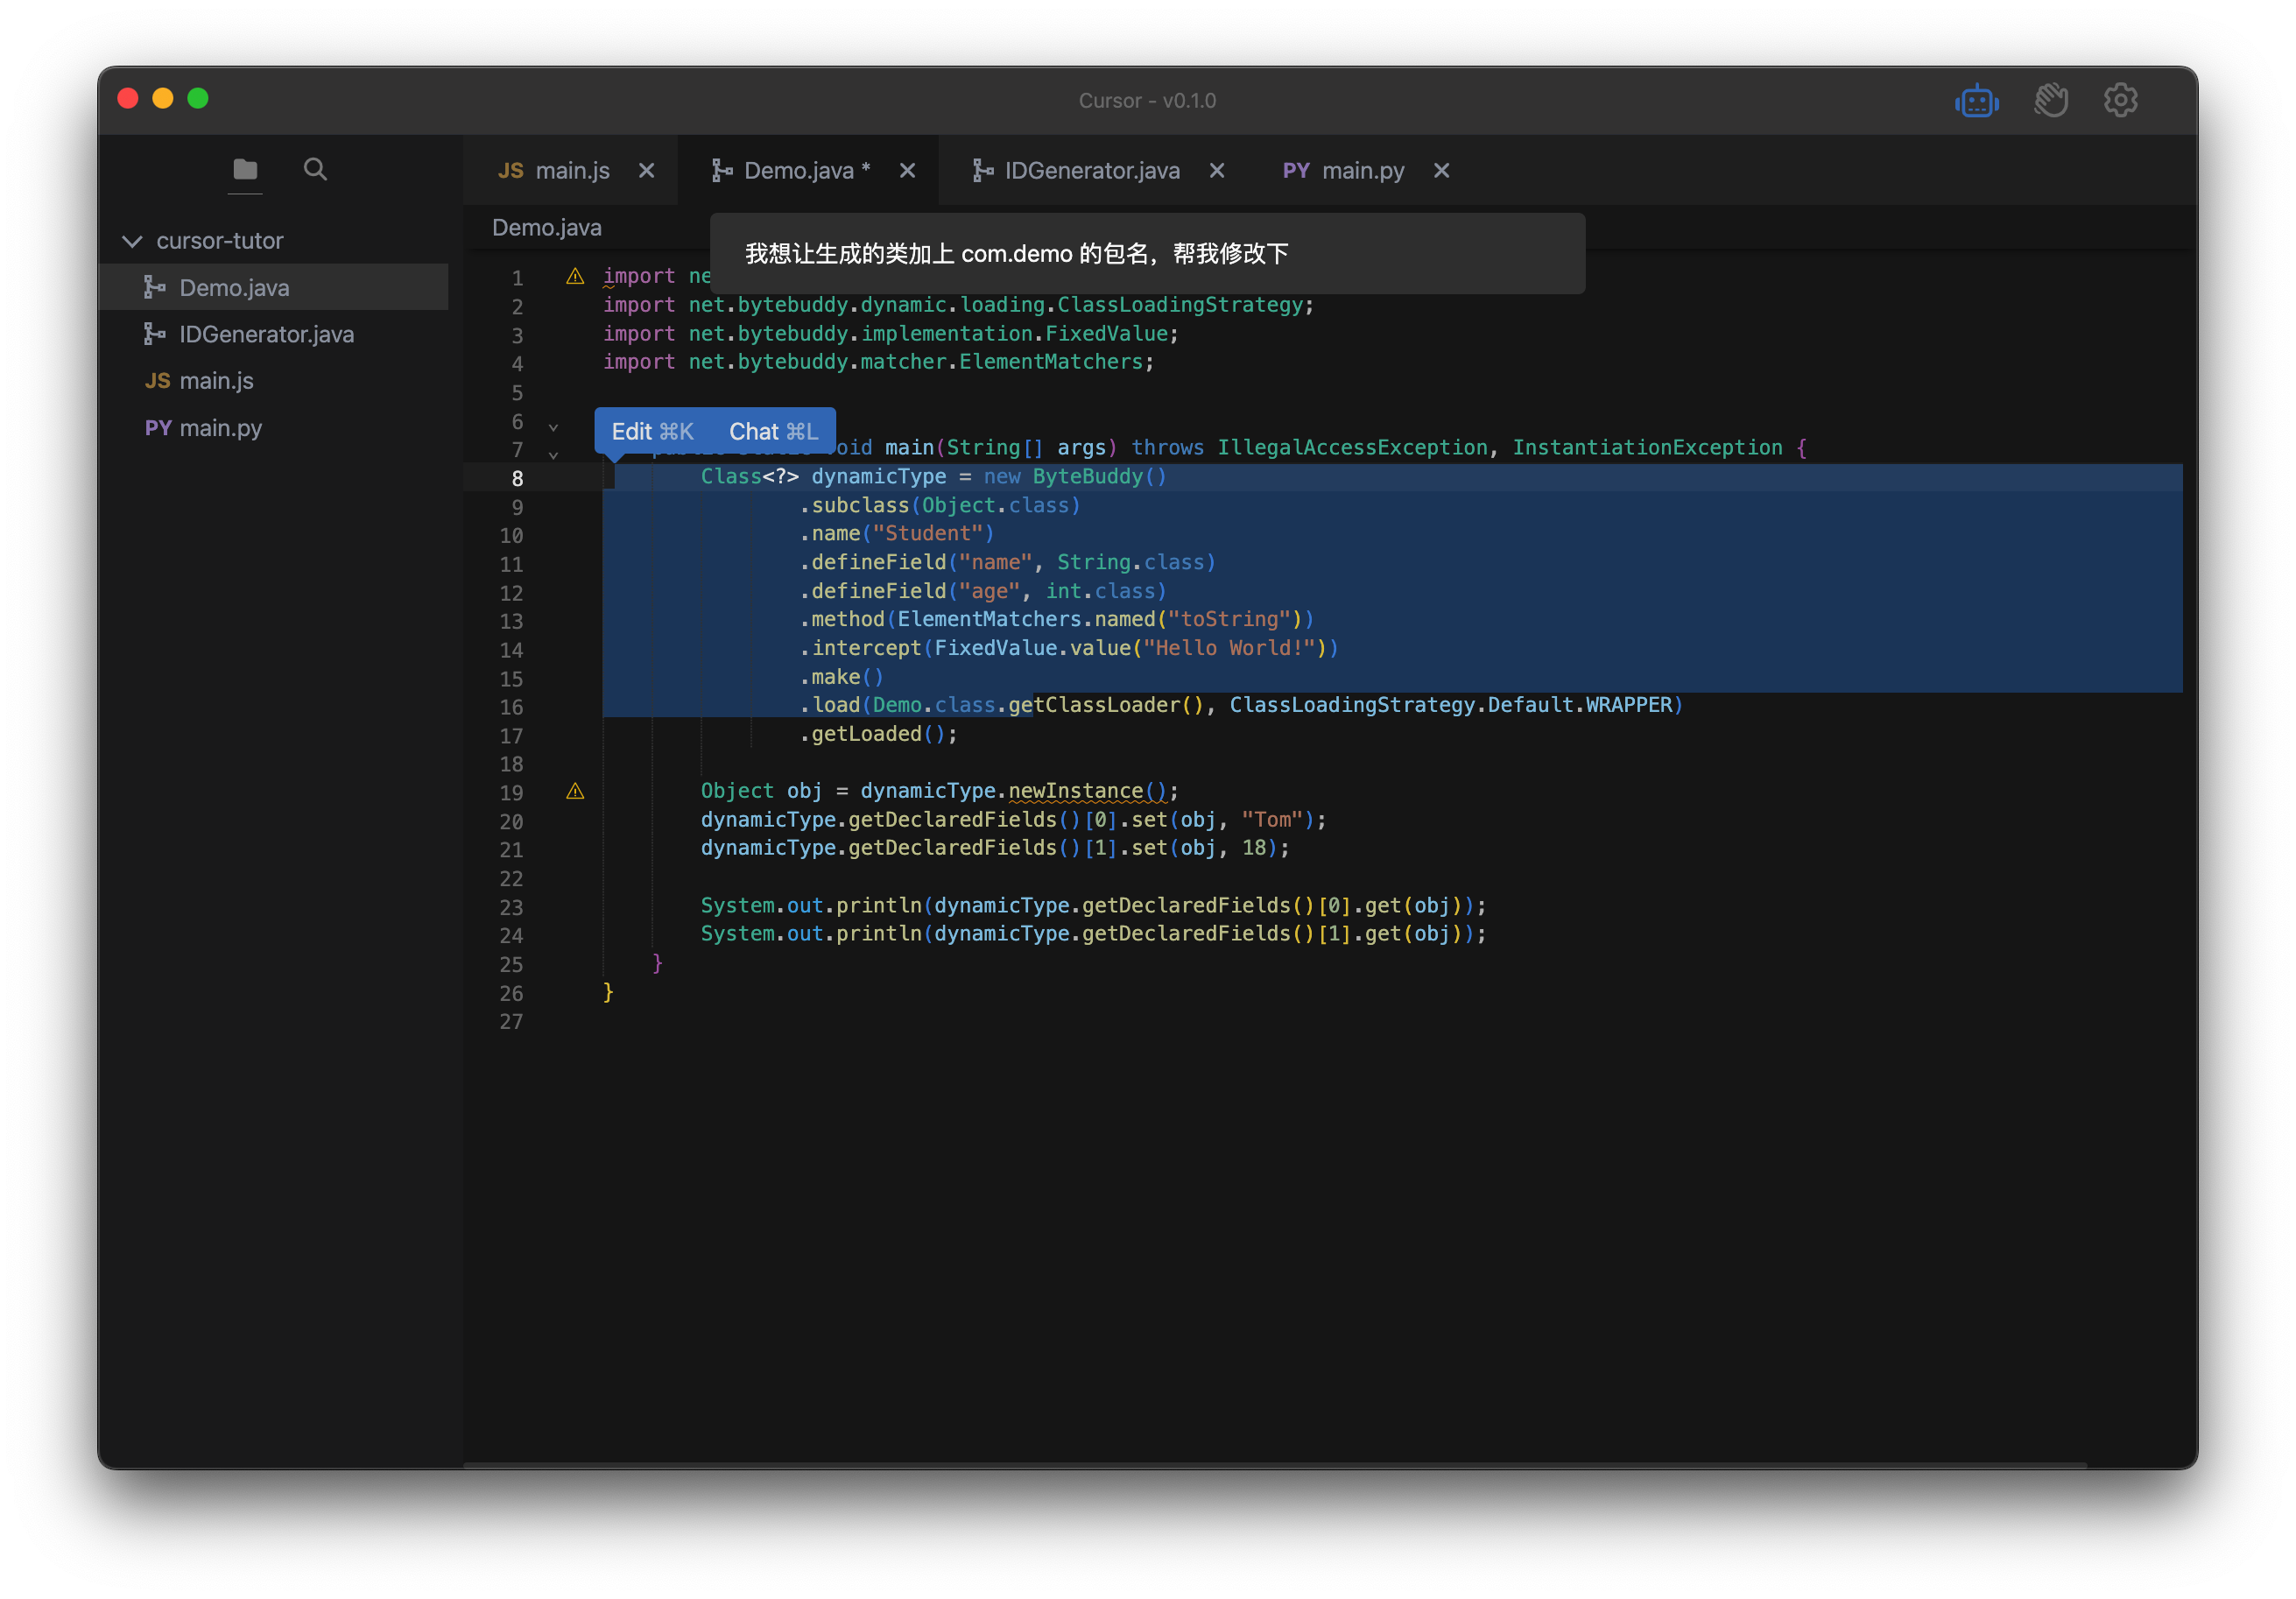 Cursor - v0.1.0
JS main.js
Demo.java *
IDGenerator.java
PY main.py
cursor-tutor
Demo.java
IDGenerator.java
JS main.js
PY main.py
Demo.java
我想让生成的类加上 com.demo 的包名，帮我修改下
1 import
2 import net.bytebuddy.dynamic.loading.ClassLoadingStrategy;
3 import net.bytebuddy.implementation.FixedValue;
4 import net.bytebuddy.matcher.ElementMatchers;
5
6
Edit ⌘K Chat ⌘L
7 main(String[] args) throws IllegalAccessException, InstantiationException {
8 Class<?> dynamicType = new ByteBuddy()
9 .subclass(Object.class)
10 .name("Student")
11 .defineField("name", String.class)
12 .defineField("age", int.class)
13 .method(ElementMatchers.named("toString"))
14 .intercept(FixedValue.value("Hello World!"))
15 .make()
16 .load(Demo.class.getClassLoader(), ClassLoadingStrategy.Default.WRAPPER)
17 .getLoaded();
18
19 Object obj = dynamicType.newInstance();
20 dynamicType.getDeclaredFields()[0].set(obj, "Tom");
21 dynamicType.getDeclaredFields()[1].set(obj, 18);
22
23 System.out.println(dynamicType.getDeclaredFields()[0].get(obj));
24 System.out.println(dynamicType.getDeclaredFields()[1].get(obj));
25 }
26 }
27